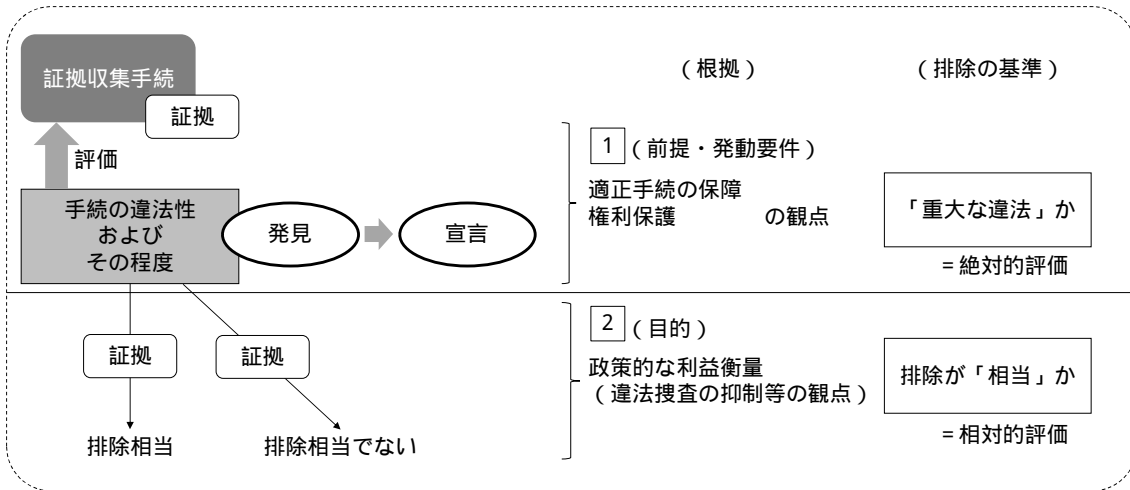 証拠収集手続
証拠
評価
手続の違法性
および
その程度
発見
宣言
(根拠)
(排除の基準)
1 (前提・発動要件)
適正手続の保障
権利保護 の観点
「重大な違法」か
=絶対的評価
証拠
証拠
排除相当
排除相当でない
2 (目的)
政策的な利益衡量
(違法捜査の抑制等の観点)
排除が「相当」か
=相対的評価